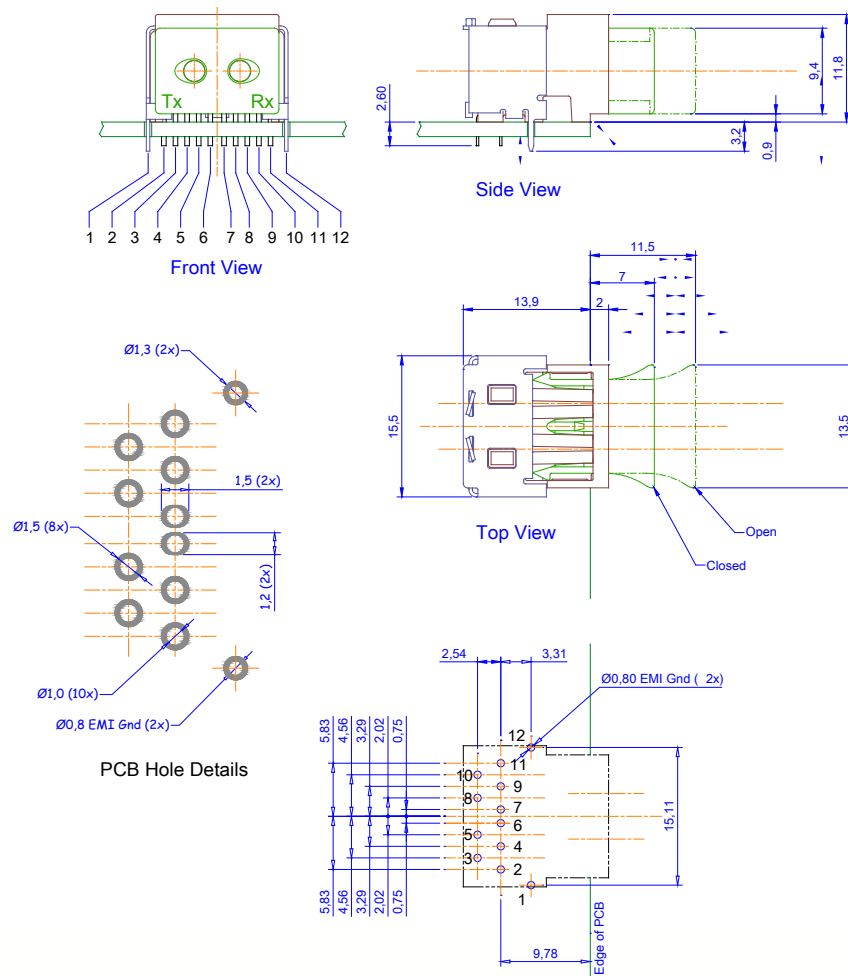 Tx Rx
1 2 3 4 5 6 7 8 9 10 11 12
Front View
2,60
9,4
11,8
3,2
0,9
Side View
11,5
7
13,9
2
15,5
13,5
Top View
Open
Closed
Ø1,3 (2x)
1,5 (2x)
Ø1,5 (8x)
1,2 (2x)
Ø1,0 (10x)
Ø0,8 EMI Gnd (2x)
PCB Hole Details
2,54
3,31
Ø0,80 EMI Gnd ( 2x)
5,83
4,56
3,29
2,02
0,75
12
11
10
9
8
7
6
5
4
3
2
1
15,11
5,83
4,56
3,29
2,02
0,75
9,78
Edge of PCB